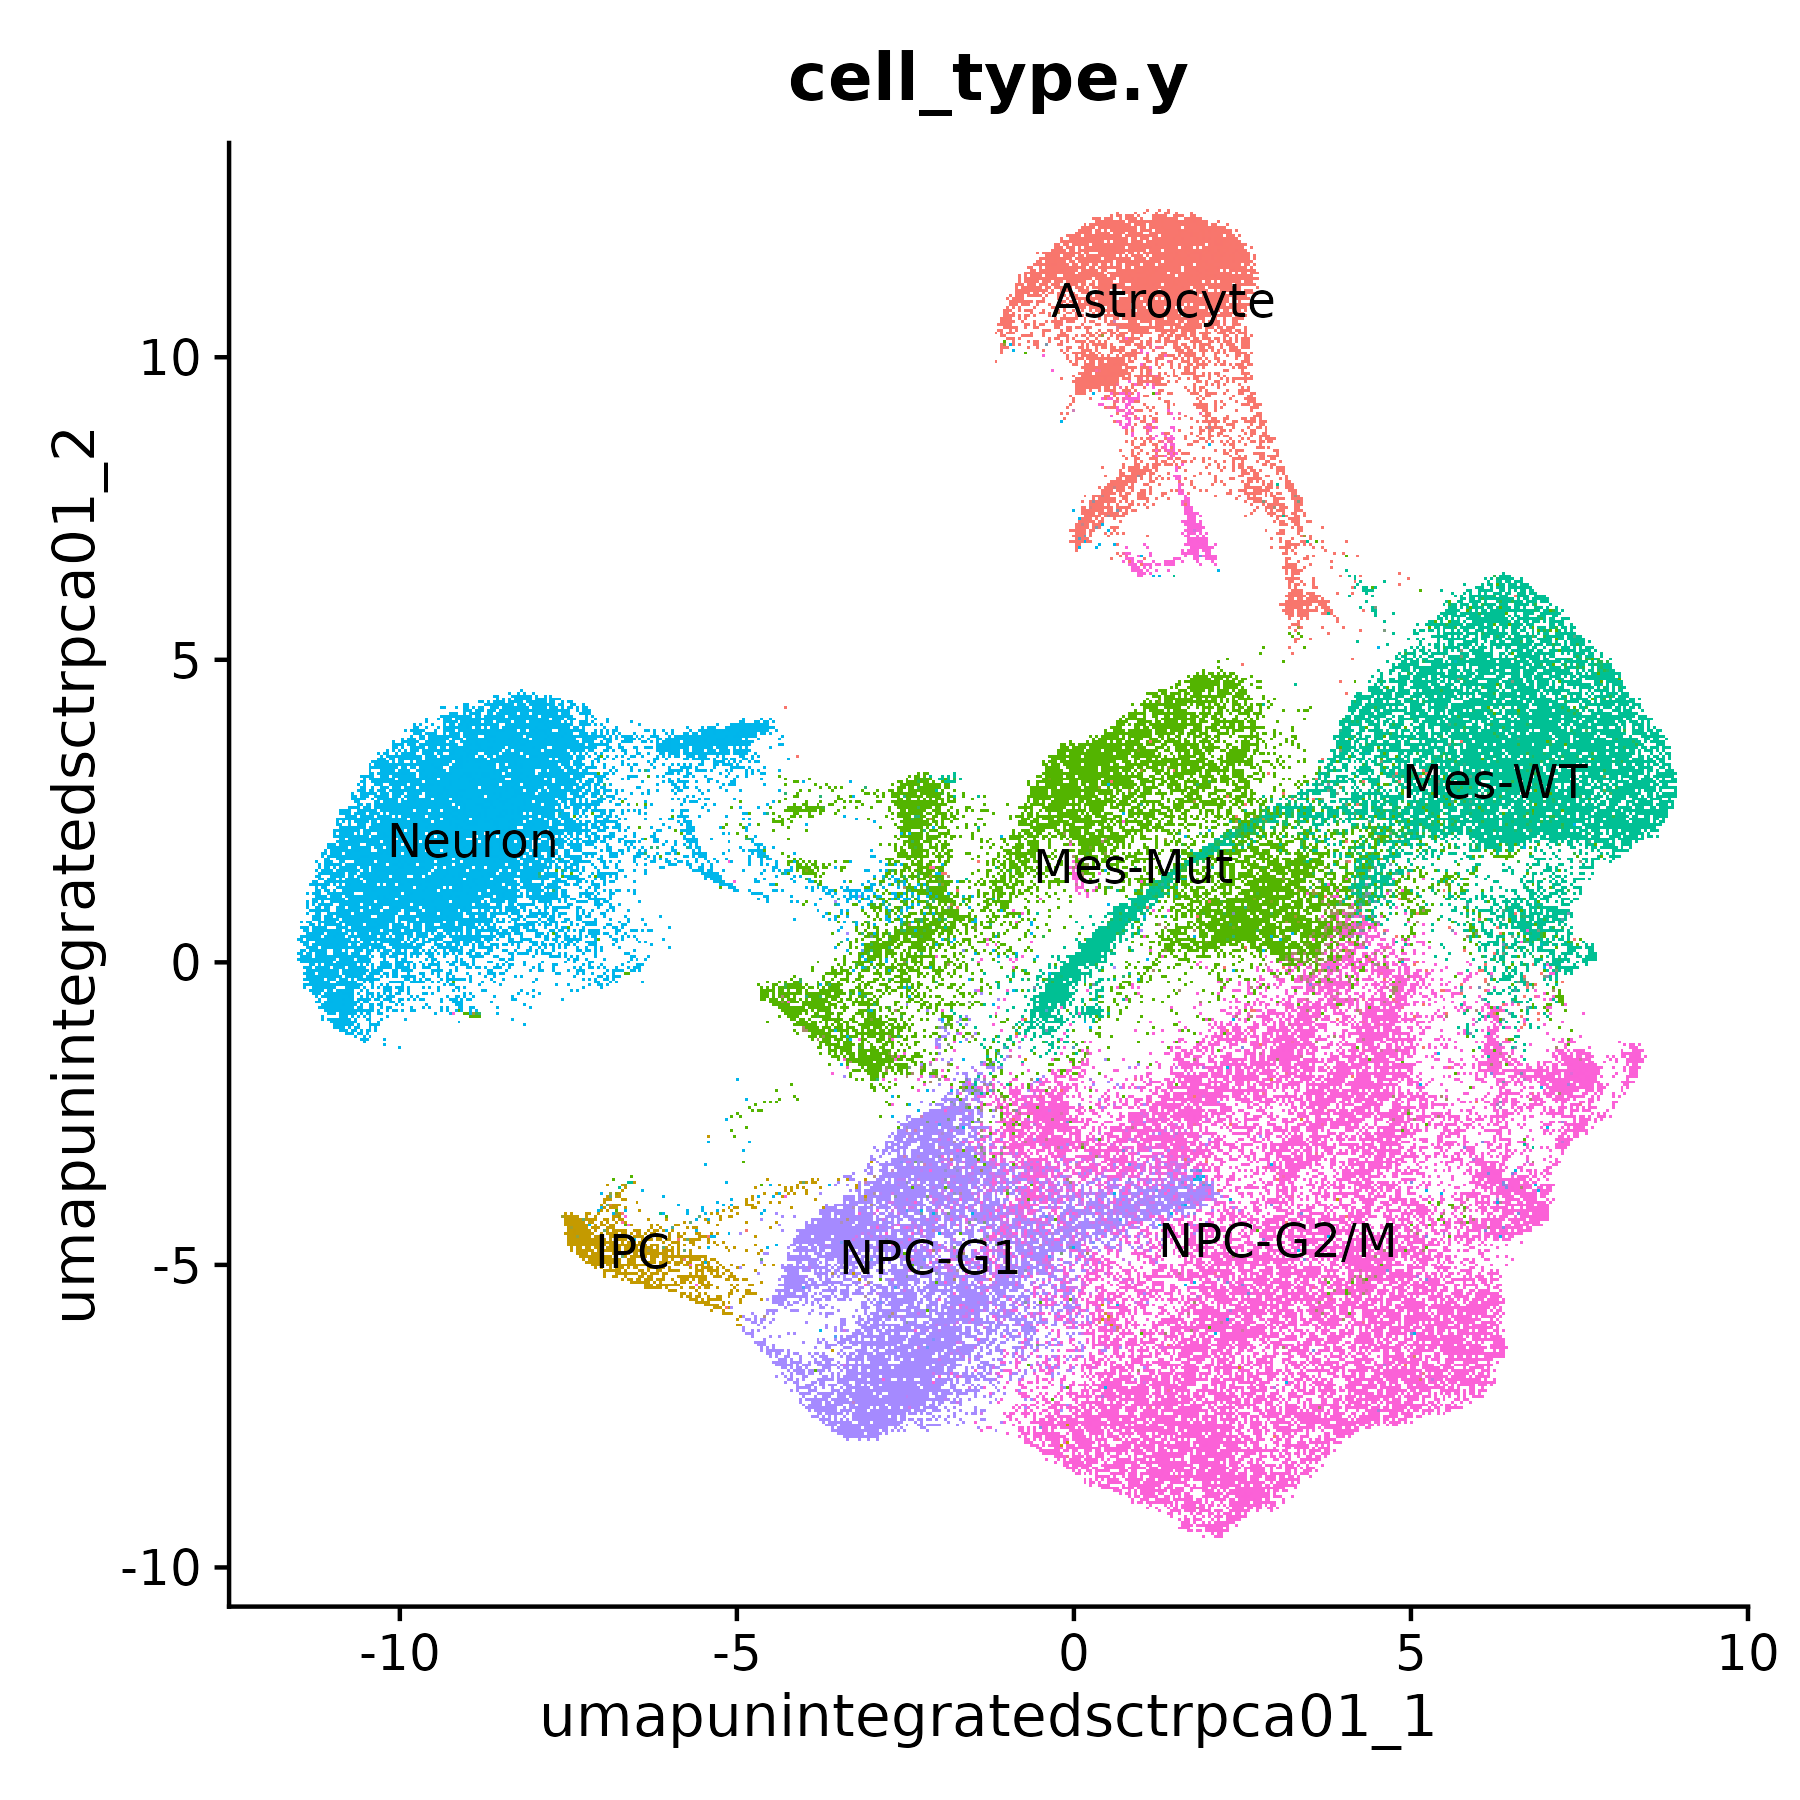 cell_type.y
umapunintegratedsctrpca01_2
10
5
0
-5
-10
Astrocyte
Mes-WT
Neuron
Mes-Mut
IPC
NPC-G1
NPC-G2/M
-10
-5
0
5
10
umapunintegratedsctrpca01_1